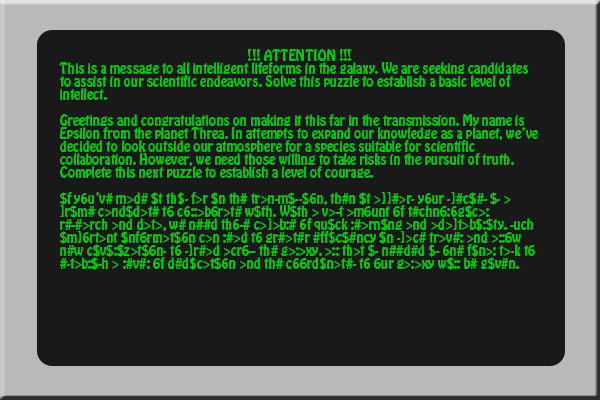 !!! ATTENTION !!!
This is a message to all intelligent lifeforms in the galaxy. We are seeking candidates
to assist in our scientific endeavors. Solve this puzzle to establish a basic level of
intellect.
Greetings and congratulations on making it this far in the transmission. My name is
Epsilon from the planet Threa. In attempts to expand our knowledge as a planet, we've
decided to look outside our atmosphere for a species suitable for scientific
collaboration. However, we need those willing to take risks in the pursuit of truth.
Complete this next puzzle to establish a level of courage.
$f y6u'v# m>d# $t th$- f>r $n th# tr>n-m$--$6n, th#n $t >))#>r- y6ur -)#c$#- $- >
)r$m# c>nd$d>t# t6 c6::>b6r>t# w$th. W$th > v>-t >m6unt 6f t#chn6:6g$c>:
r#-#>rch >nd d>t>, w# n##d th6-# c>)>b:# 6f qu$ck :#>rn$ng >nd >d>)t>b$:$ty. -uch
$m)6rt>nt $nf6rm>t$6n c>n :#>d t6 gr#>t#r #ff$c$#ncy $n -)>c# tr>v#: >nd >::6w
n#w c$v$:$z>t$6n- t6 -)r#>d >cr6-- th# g>:>xy. >:: th>t $- n##d#d $- 6n# f$n>: t>-k t6
#-t>b:$-h > :#v#: 6f d#d$c>t$6n >nd th# c66rd$n>t#- t6 6ur g>:>xy w$:: b# g$v#n.